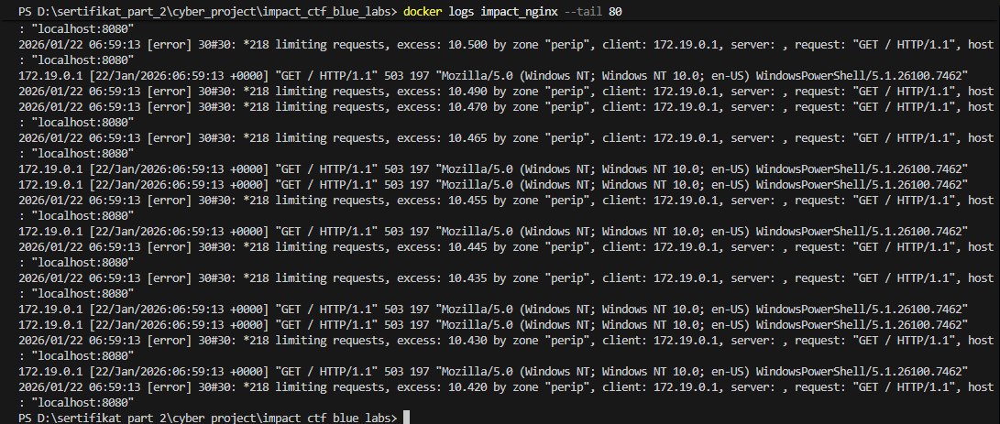 PS D:\sertifikat_part_2\cyber_project\impact_ctf_blue_labs> docker logs impact_nginx --tail 80
: "localhost:8080"
2026/01/22 06:59:13 [error] 30#30: *218 limiting requests, excess: 10.500 by zone "perip", client: 172.19.0.1, server: , request: "GET / HTTP/1.1", host
: "localhost:8080"
172.19.0.1 [22/Jan/2026:06:59:13 +0000] "GET / HTTP/1.1" 503 197 "Mozilla/5.0 (Windows NT; Windows NT 10.0; en-US) WindowsPowerShell/5.1.26100.7462"
2026/01/22 06:59:13 [error] 30#30: *218 limiting requests, excess: 10.490 by zone "perip", client: 172.19.0.1, server: , request: "GET / HTTP/1.1", host
2026/01/22 06:59:13 [error] 30#30: *218 limiting requests, excess: 10.470 by zone "perip", client: 172.19.0.1, server: , request: "GET / HTTP/1.1", host
: "localhost:8080"
2026/01/22 06:59:13 [error] 30#30: *218 limiting requests, excess: 10.465 by zone "perip", client: 172.19.0.1, server: , request: "GET / HTTP/1.1", host
: "localhost:8080"
172.19.0.1 [22/Jan/2026:06:59:13 +0000] "GET / HTTP/1.1" 503 197 "Mozilla/5.0 (Windows NT; Windows NT 10.0; en-US) WindowsPowerShell/5.1.26100.7462"
172.19.0.1 [22/Jan/2026:06:59:13 +0000] "GET / HTTP/1.1" 503 197 "Mozilla/5.0 (Windows NT; Windows NT 10.0; en-US) WindowsPowerShell/5.1.26100.7462"
2026/01/22 06:59:13 [error] 30#30: *218 limiting requests, excess: 10.455 by zone "perip", client: 172.19.0.1, server: , request: "GET / HTTP/1.1", host
: "localhost:8080"
172.19.0.1 [22/Jan/2026:06:59:13 +0000] "GET / HTTP/1.1" 503 197 "Mozilla/5.0 (Windows NT; Windows NT 10.0; en-US) WindowsPowerShell/5.1.26100.7462"
2026/01/22 06:59:13 [error] 30#30: *218 limiting requests, excess: 10.445 by zone "perip", client: 172.19.0.1, server: , request: "GET / HTTP/1.1", host
: "localhost:8080"
2026/01/22 06:59:13 [error] 30#30: *218 limiting requests, excess: 10.435 by zone "perip", client: 172.19.0.1, server: , request: "GET / HTTP/1.1", host
: "localhost:8080"
172.19.0.1 [22/Jan/2026:06:59:13 +0000] "GET / HTTP/1.1" 503 197 "Mozilla/5.0 (Windows NT; Windows NT 10.0; en-US) WindowsPowerShell/5.1.26100.7462"
172.19.0.1 [22/Jan/2026:06:59:13 +0000] "GET / HTTP/1.1" 503 197 "Mozilla/5.0 (Windows NT; Windows NT 10.0; en-US) WindowsPowerShell/5.1.26100.7462"
2026/01/22 06:59:13 [error] 30#30: *218 limiting requests, excess: 10.430 by zone "perip", client: 172.19.0.1, server: , request: "GET / HTTP/1.1", host
: "localhost:8080"
172.19.0.1 [22/Jan/2026:06:59:13 +0000] "GET / HTTP/1.1" 503 197 "Mozilla/5.0 (Windows NT; Windows NT 10.0; en-US) WindowsPowerShell/5.1.26100.7462"
2026/01/22 06:59:13 [error] 30#30: *218 limiting requests, excess: 10.420 by zone "perip", client: 172.19.0.1, server: , request: "GET / HTTP/1.1", host
: "localhost:8080"
PS D:\sertifikat_part_2\cyber_project\impact_ctf_blue_labs>